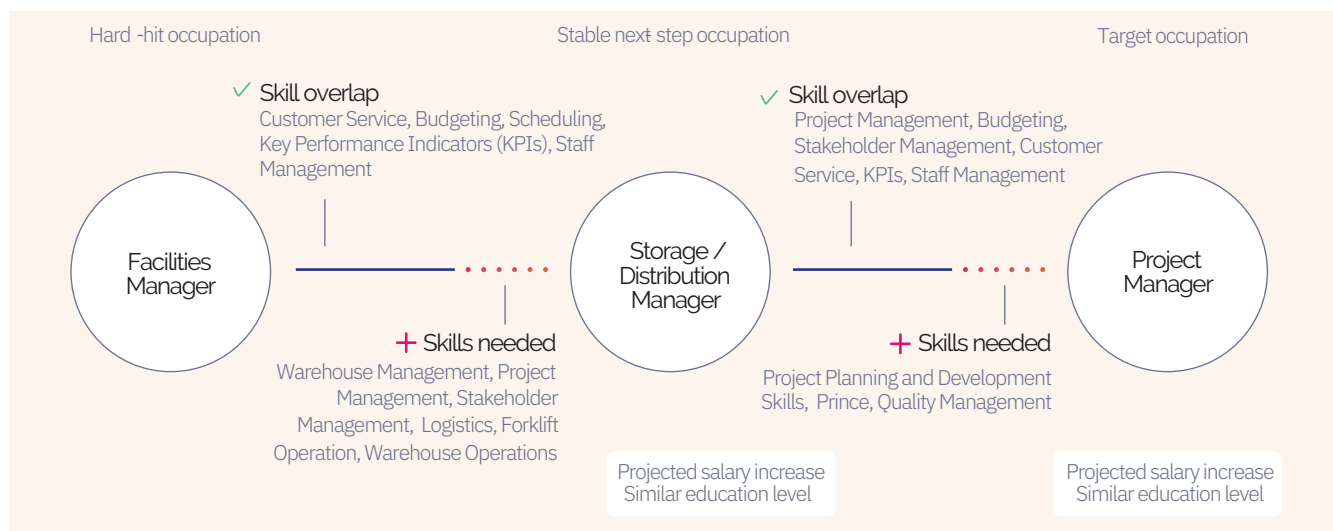 Hard -hit occupation
Stable next step occupation
Target occupation
Skill overlap
Customer Service, Budgeting, Scheduling,
Key Performance Indicators (KPIs), Staff
Management
Skill overlap
Project Management, Budgeting,
Stakeholder Management, Customer
Service, KPIs, Staff Management
Facilities
Manager
Storage /
Distribution
Manager
Project
Manager
Skills needed
Warehouse Management, Project
Management, Stakeholder
Management, Logistics, Forklift
Operation, Warehouse Operations
Skills needed
Project Planning and Development
Skills, Prince, Quality Management
Projected salary increase
Similar education level
Projected salary increase
Similar education level